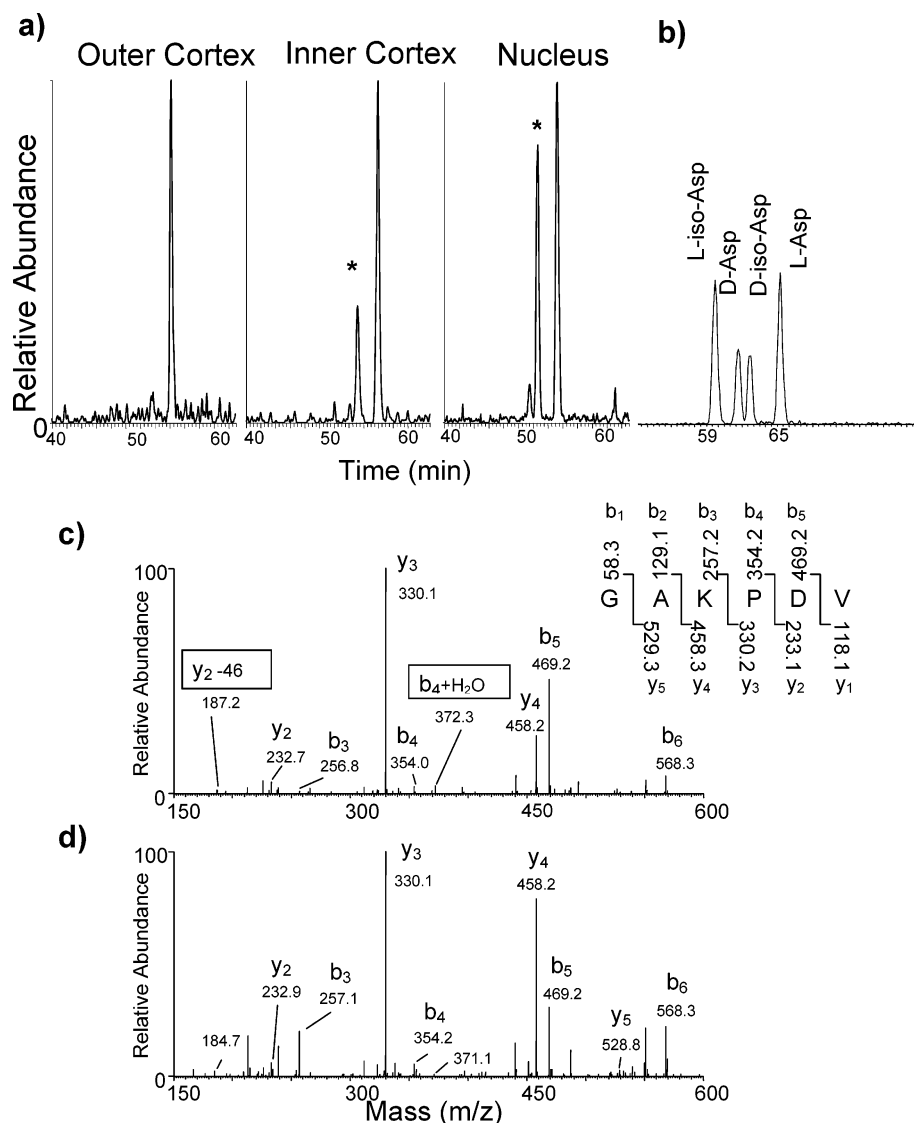 a)
Outer Cortex
Inner Cortex
Nucleus
*
*
Relative Abundance
0
40 50 60
40 50 60
40 50 60
Time (min)
b)
L-iso-Asp
D-Asp
D-iso-Asp
L-Asp
59 65
c)
Relative Abundance
100
0
y₂ -46
187.2
y₂
232.7
b₃
256.8
y₃
330.1
b₄
354.0
b₄+H₂O
372.3
y₄
458.2
b₅
469.2
b₆
568.3
150 300 450 600
b₁ b₂ b₃ b₄ b₅
58.3 129.1 257.2 354.2 469.2
G A K P D V
529.3 458.3 330.2 233.1 118.1
y₅ y₄ y₃ y₂ y₁
d)
Relative Abundance
100
0
184.7
y₂
232.9
b₃
257.1
y₃
330.1
b₄
354.2
371.1
y₄
458.2
b₅
469.2
y₅
528.8
b₆
568.3
150 300 450 600
Mass (m/z)